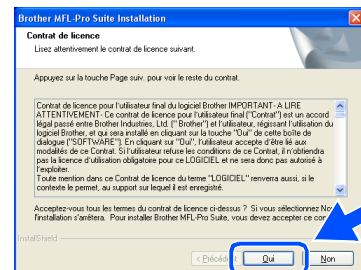 Brother MFL-Pro Suite Installation
Contrat de licence
Lisez attentivement le contrat de licence suivant.
Appuyez sur la touche Page suiv. pour voir le reste du contrat.
Contrat de licence pour l'utilisateur final du logiciel Brother IMPORTANT- A LIRE
ATTENTIVEMENT- Ce contrat de licence pour l'utilisateur final ("Contrat") est un accord
légal passé entre Brother Industries, Ltd. (" Brother") et l'utilisateur, régissant l'utilisation du
logiciel Brother, et qui sera installé en cliquant sur la touche "Oui" de cette boîte de
dialogue ("SOFTWARE"). En cliquant sur "Oui", l'utilisateur accepte d'être lié aux
modalités de ce Contrat. Si l'utilisateur refuse les conditions de ce Contrat, il n'obtiendra
pas la licence d'utilisation obligatoire pour ce LOGICIEL et ne sera donc pas autorisé à
l'exploiter.
Toute mention dans ce Contrat de licence du terme "LOGICIEL" renverra aussi, si le
contexte le permet, au support sur lequel il est enregistré.
Acceptez-vous tous les termes du contrat de licence ci-dessus ? Si vous sélectionnez
l'installation s'arrêtera. Pour installer Brother MFL-Pro Suite, vous devez accepter ce
InstallShield
< Précédent
Oui
Non